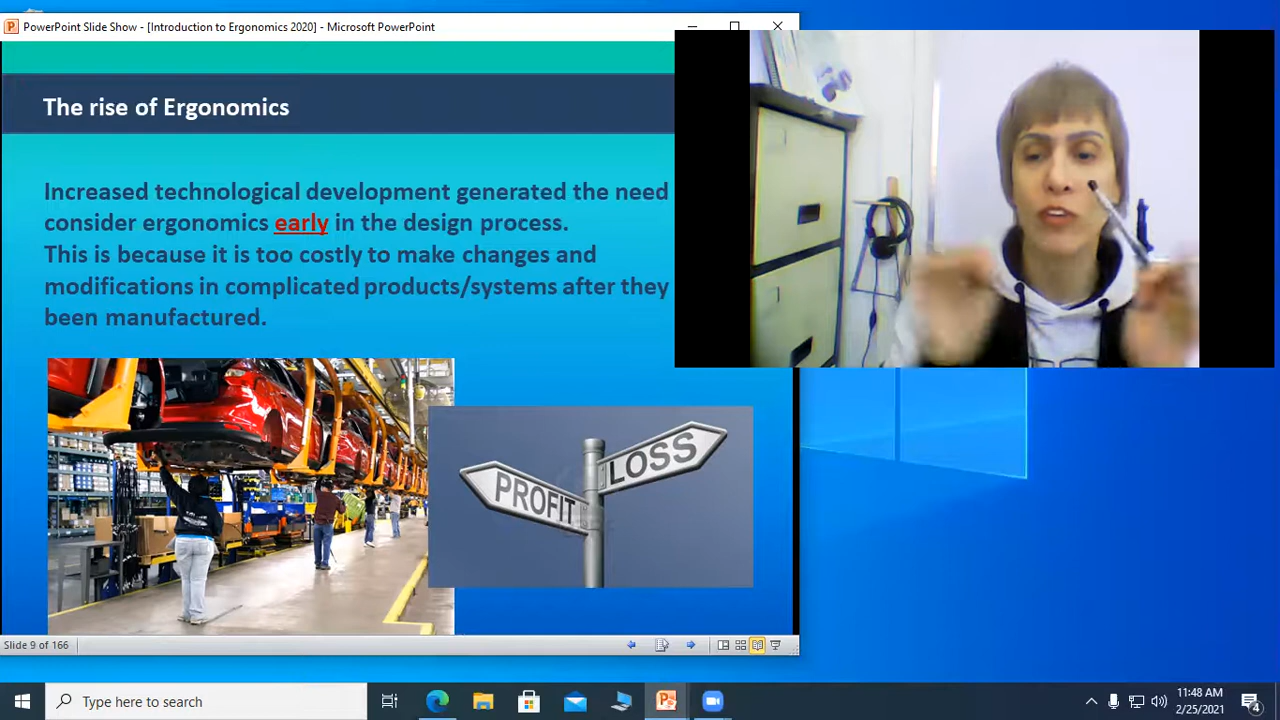 PowerPoint Slide Show - [Introduction to Ergonomics 2020] - Microsoft PowerPoint
The rise of Ergonomics
Increased technological development generated the need
consider ergonomics early in the design process.
This is because it is too costly to make changes and
modifications in complicated products/systems after they
been manufactured.
LOSS
PROFIT
Slide 9 of 166
Type here to search
11:48 AM
2/25/2021
4